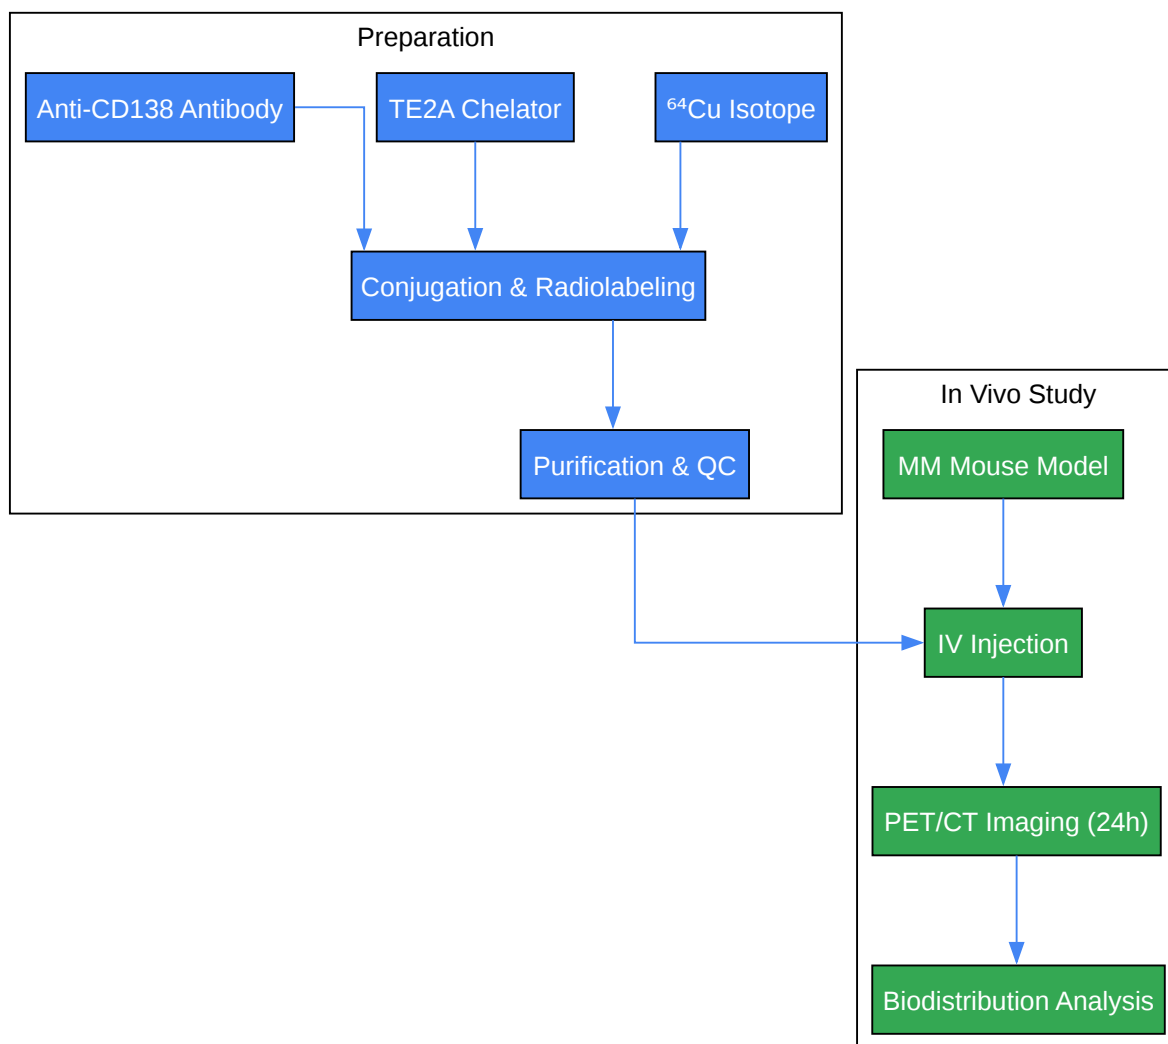 Preparation
Anti-CD138 Antibody
TE2A Chelator
⁶⁴Cu Isotope
Conjugation & Radiolabeling
Purification & QC
In Vivo Study
MM Mouse Model
IV Injection
PET/CT Imaging (24h)
Biodistribution Analysis